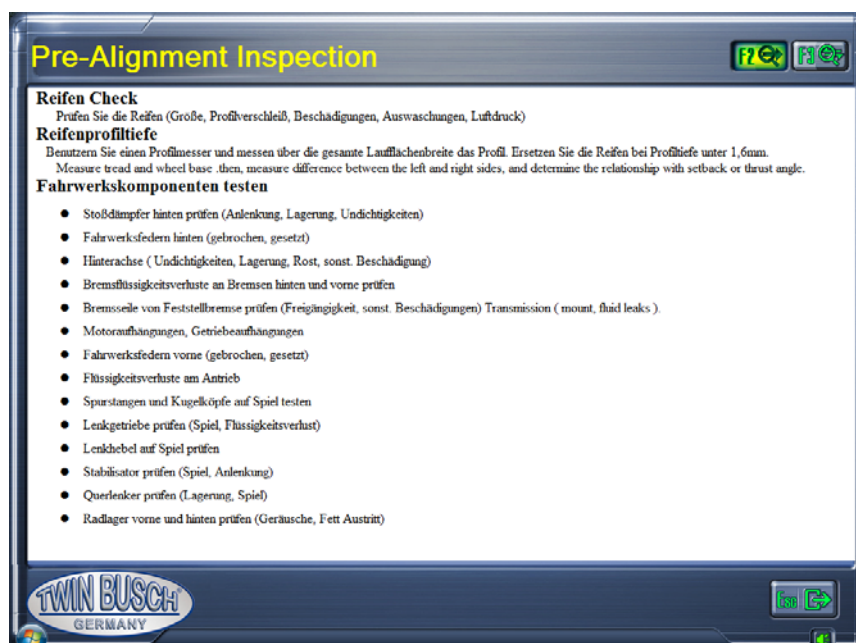 Pre-Alignment Inspection
F2
F3
Reifen Check
Prüfen Sie die Reifen (Größe, Profilverschleiß, Beschädigungen, Auswaschungen, Luftdruck)
Reifenprofiltiefe
Benutzern Sie einen Profilmesser und messen über die gesamte Laufflächenbreite das Profil. Ersetzen Sie die Reifen bei Profiltiefe unter 1,6mm.
Measure tread and wheel base .then, measure difference between the left and right sides, and determine the relationship with setback or thrust angle.
Fahrwerkskomponenten testen
● Stoßdämpfer hinten prüfen (Anlenkung, Lagerung, Undichtigkeiten)
● Fahrwerksfedern hinten (gebrochen, gesetzt)
● Hinterachse ( Undichtigkeiten, Lagerung, Rost, sonst. Beschädigung)
● Bremsflüssigkeitsverluste an Bremsen hinten und vorne prüfen
● Bremsseile von Feststellbremse prüfen (Freigängigkeit, sonst. Beschädigungen) Transmission ( mount, fluid leaks ).
● Motoraufhängungen, Getriebeaufhängungen
● Fahrwerksfedern vorne (gebrochen, gesetzt)
● Flüssigkeitsverluste am Antrieb
● Spurstangen und Kugelköpfe auf Spiel testen
● Lenkgetriebe prüfen (Spiel, Flüssigkeitsverlust)
● Lenkhebel auf Spiel prüfen
● Stabilisator prüfen (Spiel, Anlenkung)
● Querlenker prüfen (Lagerung, Spiel)
● Radlager vorne und hinten prüfen (Geräusche, Fett Austritt)
TWIN BUSCH
GERMANY
Esc